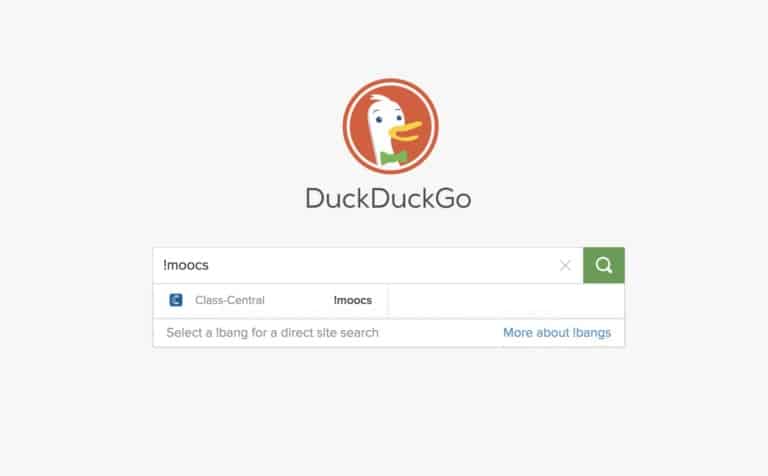 DuckDuckGo
!moocs
Class-Central !moocs
Select a !bang for a direct site search More about !bangs